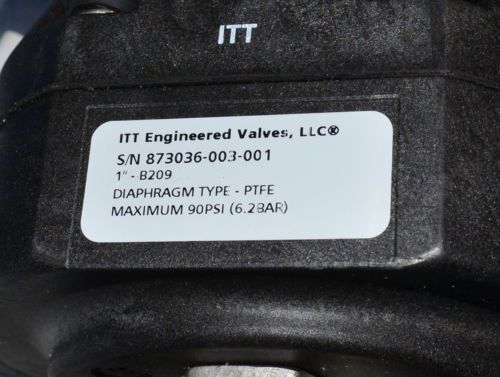 ITT
ITT Engineered Valves, LLC®
S/N 873036-003-001
1" - B209
DIAPHRAGM TYPE - PTFE
MAXIMUM 90PSI (6.2BAR)